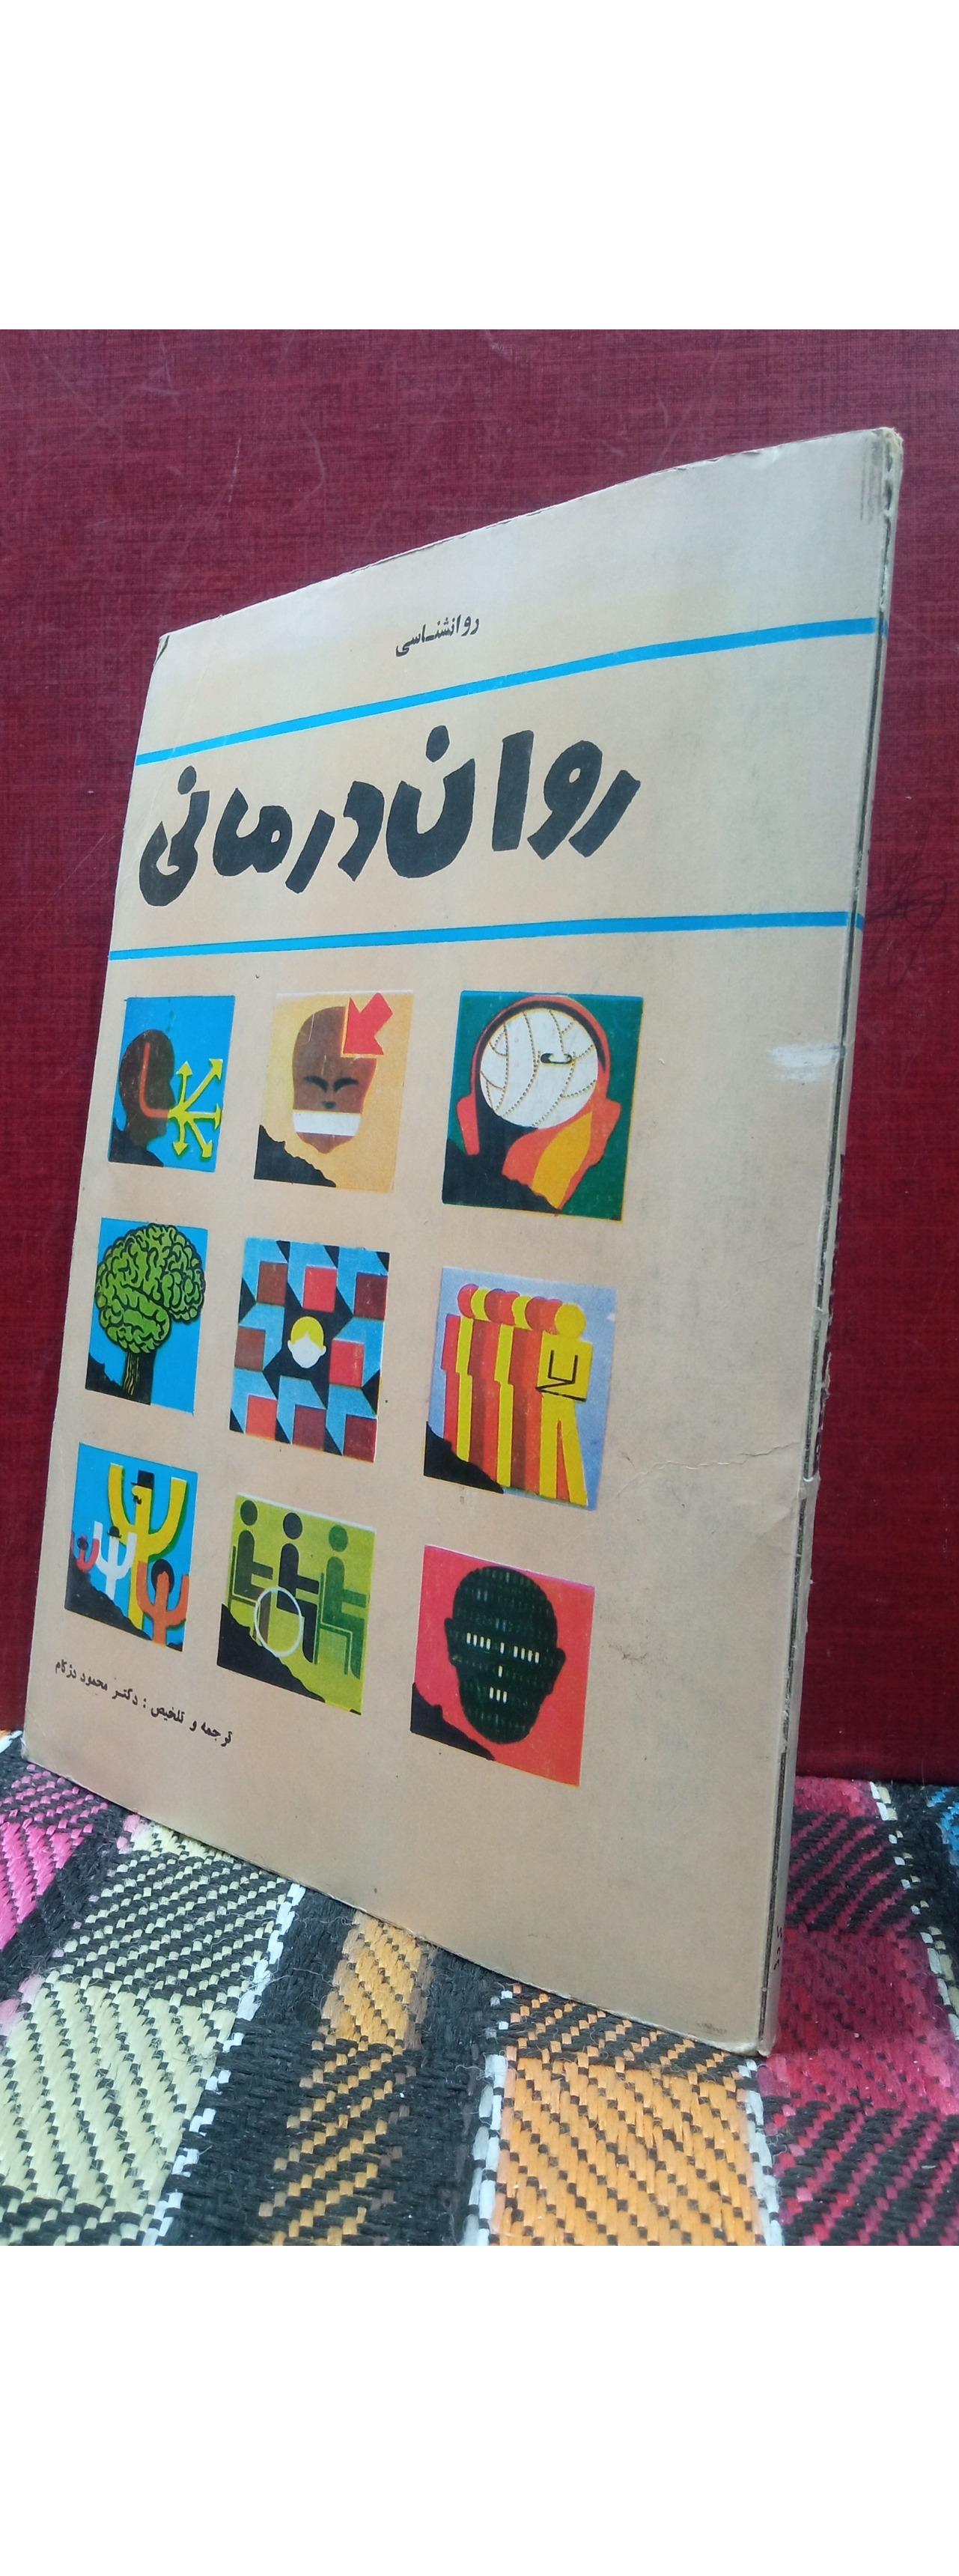 روانشناسی
روان‌درمانی
ترجمه و تلخیص : دکتر محمود دژکام